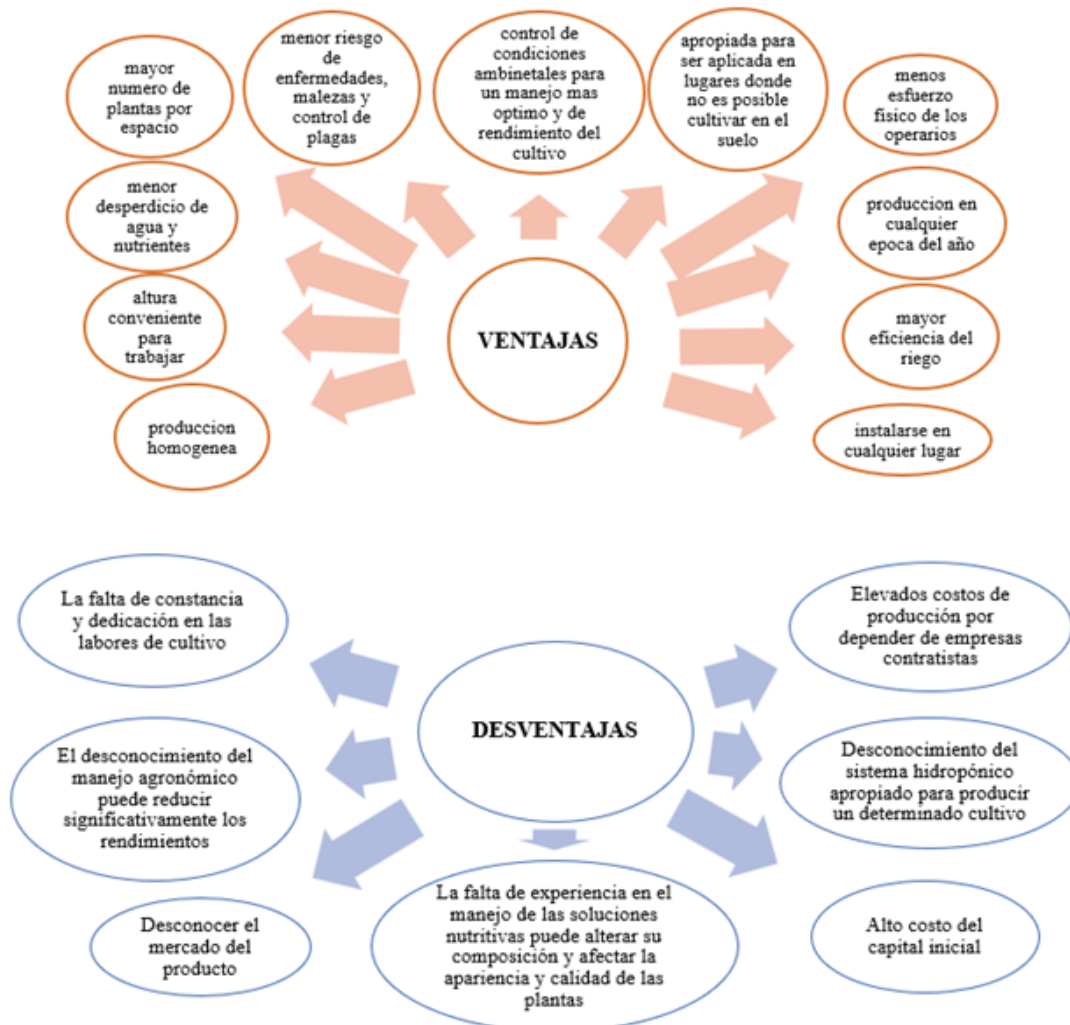 mayor
numero de
plantas por
espacio
menor riesgo
de
enfermedades,
malezas y
control de
plagas
control de
condiciones
ambinetales para
un manejo mas
optimo y de
rendimiento del
cultivo
apropiada para
ser aplicada en
lugares donde
no es posible
cultivar en el
suelo
menos
esfuerzo
fisico de los
operarios
menor
desperdicio de
agua y
nutrientes
produccion en
cualquier
epoca del año
altura
conveniente
para
trabajar
VENTAJAS
mayor
eficiencia del
riego
produccion
homogenea
instalarse en
cualquier lugar
La falta de constancia
y dedicación en las
labores de cultivo
Elevados costos de
producción por
depender de empresas
contratistas
DESVENTAJAS
El desconocimiento del
manejo agronómico
puede reducir
significativamente los
rendimientos
Desconocimiento del
sistema hidropónico
apropiado para producir
un determinado cultivo
Desconocer el
mercado del
producto
La falta de experiencia en el
manejo de las soluciones
nutritivas puede alterar su
composición y afectar la
apariencia y calidad de las
plantas
Alto costo del
capital inicial